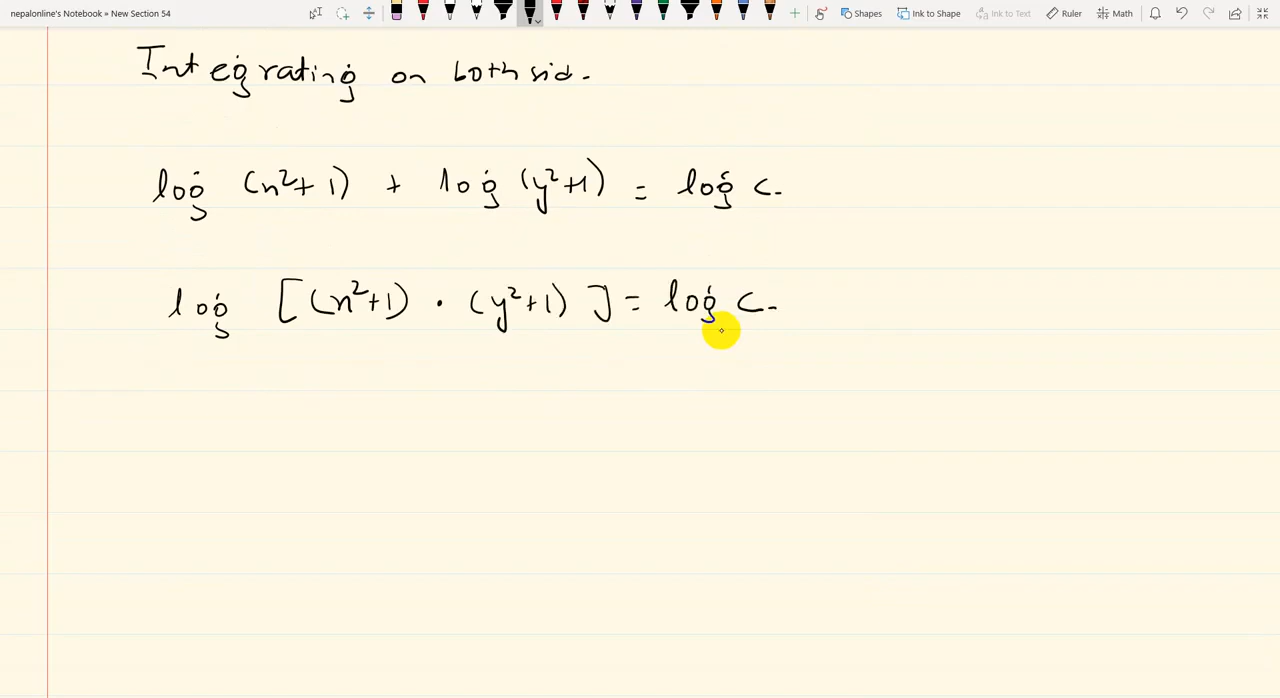 nepalonline's Notebook » New Section 54
Shapes Ink to Shape Ink to Text Ruler Math
Integrating on both sid.
log (x²+1) + log (y²+1) = log c.
log [(x²+1) · (y²+1)] = log c.